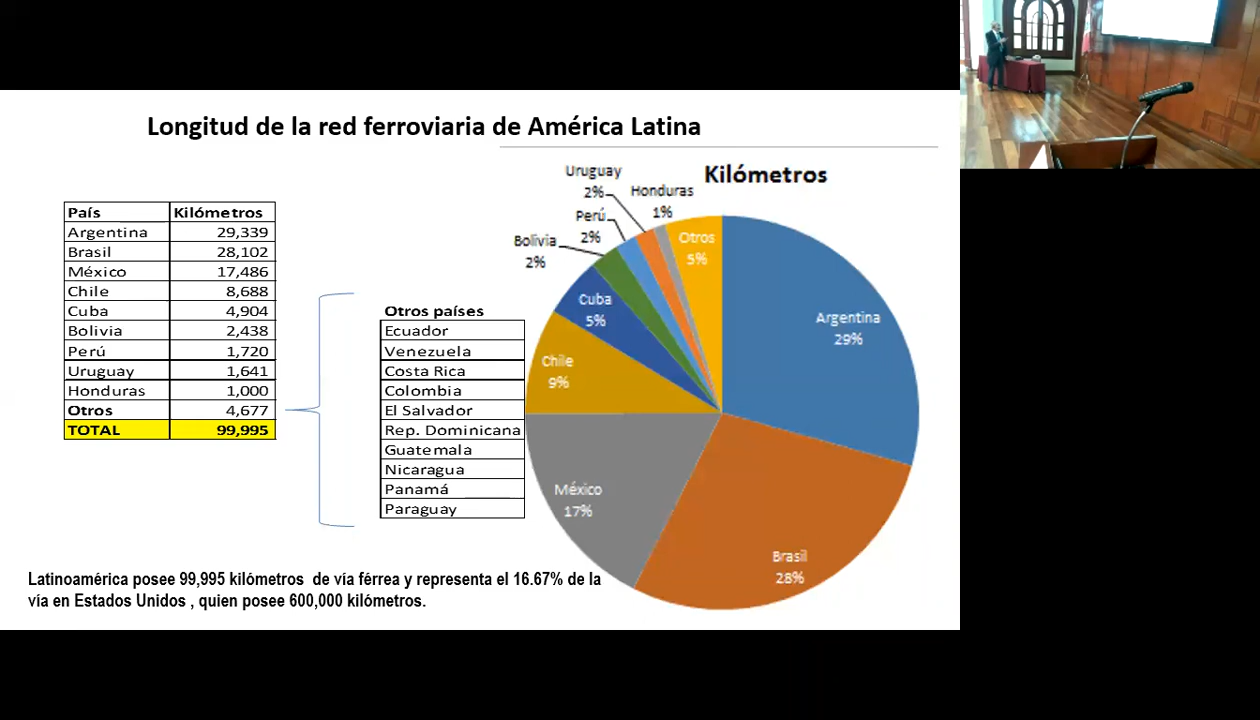 Longitud de la red ferroviaria de América Latina
País Kilómetros
Argentina 29,339
Brasil 28,102
México 17,486
Chile 8,688
Cuba 4,904
Bolivia 2,438
Perú 1,720
Uruguay 1,641
Honduras 1,000
Otros 4,677
TOTAL 99,995
Otros países
Ecuador
Venezuela
Costa Rica
Colombia
El Salvador
Rep. Dominicana
Guatemala
Nicaragua
Panamá
Paraguay
Kilómetros
Uruguay
2%
Honduras
1%
Perú
2%
Bolivia
2%
Otros
5%
Cuba
5%
Argentina
29%
Chile
9%
México
17%
Brasil
28%
Latinoamérica posee 99,995 kilómetros de vía férrea y representa el 16.67% de la
vía en Estados Unidos , quien posee 600,000 kilómetros.